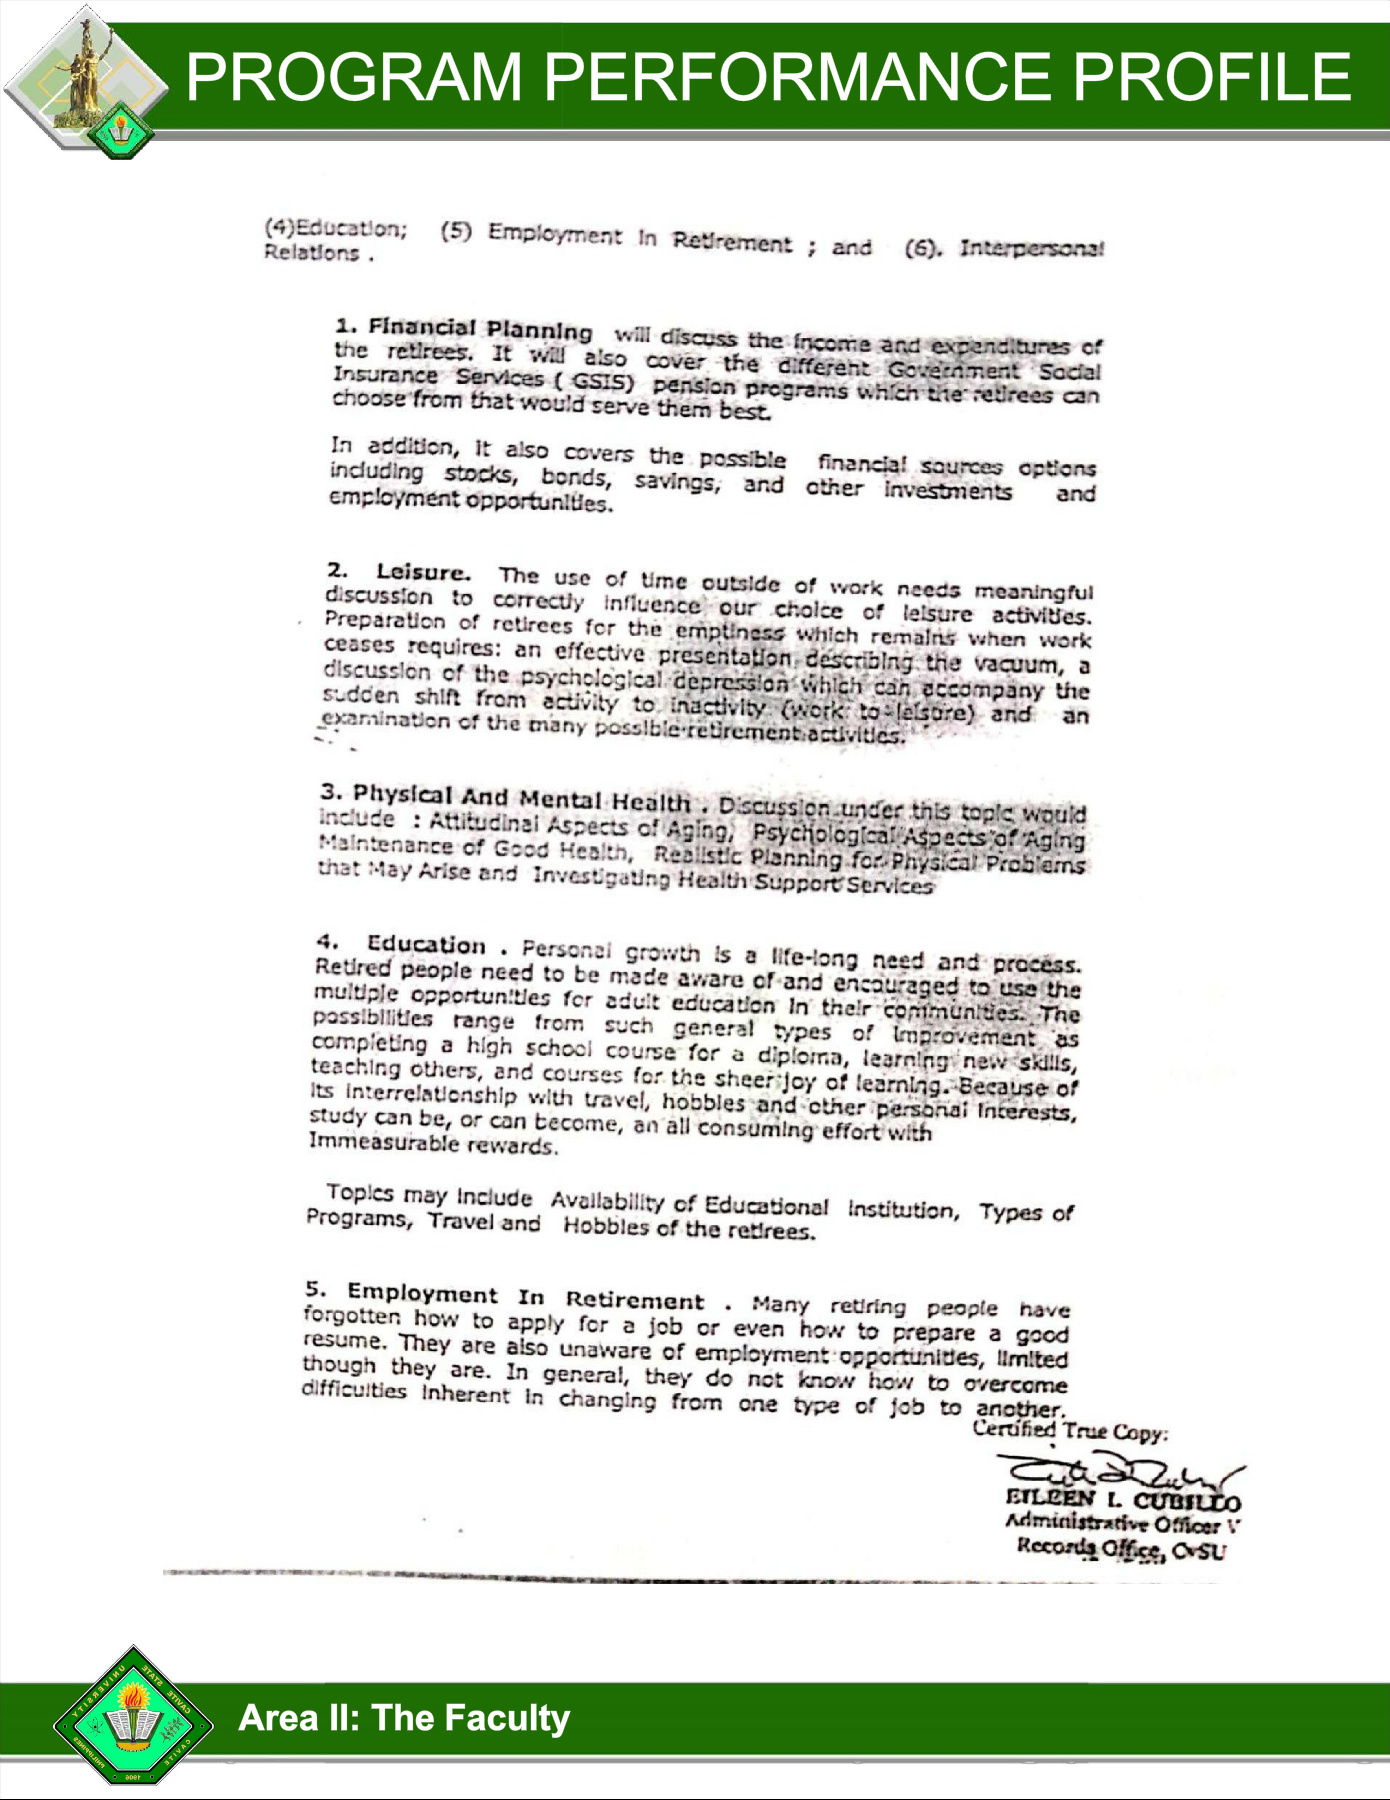 PROGRAM PERFORMANCE PROFILE
(4)Education; (5) Employment in Retirement ; and (6). Interpersonal
Relations .
1. Financial Planning will discuss the income and expenditures of
the retirees. It will also cover the different Government Social
Insurance Services ( GSIS) pension programs which the retirees can
choose from that would serve them best.
In addition, it also covers the possible financial sources options
including stocks, bonds, savings, and other investments and
employment opportunities.
2. Leisure. The use of time outside of work needs meaningful
discussion to correctly influence our choice of leisure activities.
Preparation of retirees for the emptiness which remains when work
ceases requires: an effective presentation describing the vacuum, a
discussion of the psychological depression which can accompany the
sudden shift from activity to inactivity (work to leisure) and an
examination of the many possible retirement activities.
3. Physical And Mental Health . Discussion under this topic would
include : Attitudinal Aspects of Aging, Psychological Aspects of Aging
Maintenance of Good Health, Realistic Planning for Physical Problems
that May Arise and Investigating Health Support Services
4. Education . Personal growth is a life-long need and process.
Retired people need to be made aware of and encouraged to use the
multiple opportunities for adult education in their communities. The
possibilities range from such general types of improvement as
completing a high school course for a diploma, learning new skills,
teaching others, and courses for the sheer joy of learning. Because of
its interrelationship with travel, hobbies and other personal interests,
study can be, or can become, an all consuming effort with
immeasurable rewards.
Topics may include Availability of Educational Institution, Types of
Programs, Travel and Hobbies of the retirees.
5. Employment In Retirement . Many retiring people have
forgotten how to apply for a job or even how to prepare a good
resume. They are also unaware of employment opportunities, limited
though they are. In general, they do not know how to overcome
difficulties inherent in changing from one type of job to another.
Certified True Copy:
EILEEN L. CUBILLO
Administrative Officer V
Records Office, CvSU
CAVITE STATE UNIVERSITY
CAVITE PHILIPPINES
1906
Area II: The Faculty